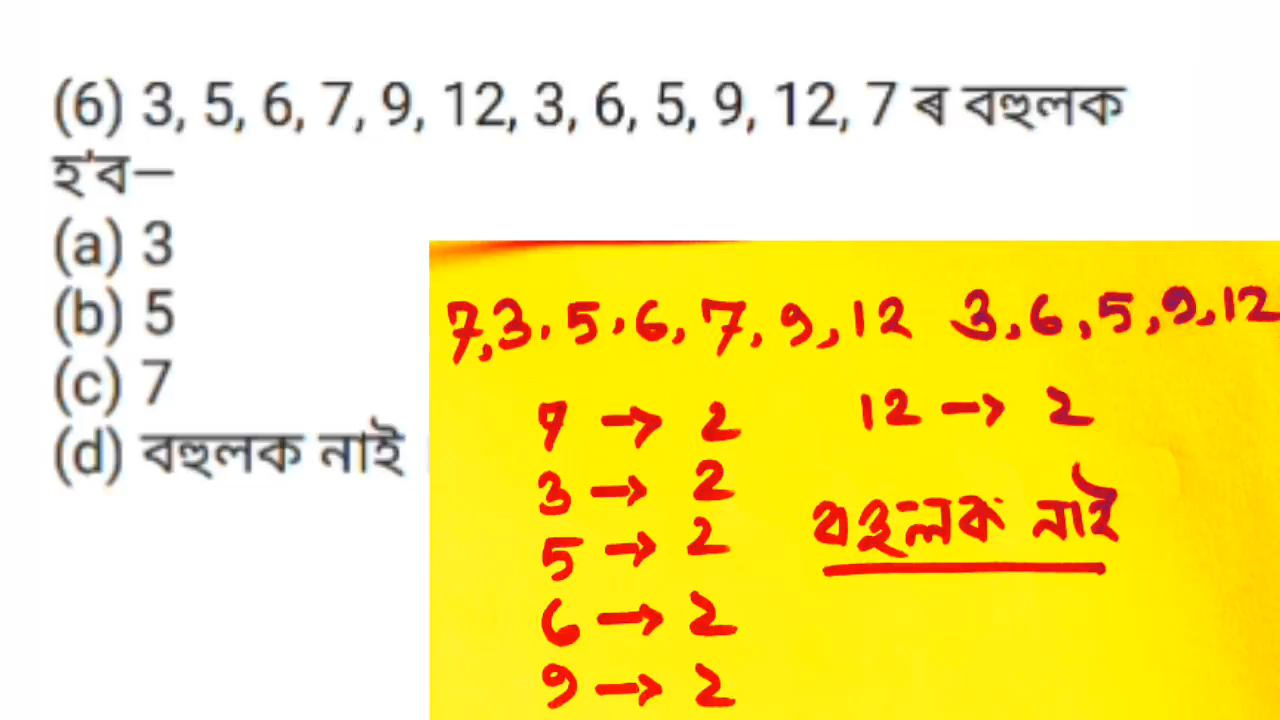 (6) 3, 5, 6, 7, 9, 12, 3, 6, 5, 9, 12, 7 ৰ বহুলক
হ'ব—
(a) 3
(b) 5
(c) 7
(d) বহুলক নাই
7, 3, 5, 6, 7, 9, 12 3, 6, 5, 9, 12
7 → 2
3 → 2
5 → 2
6 → 2
9 → 2
12 → 2
বহুলক নাই